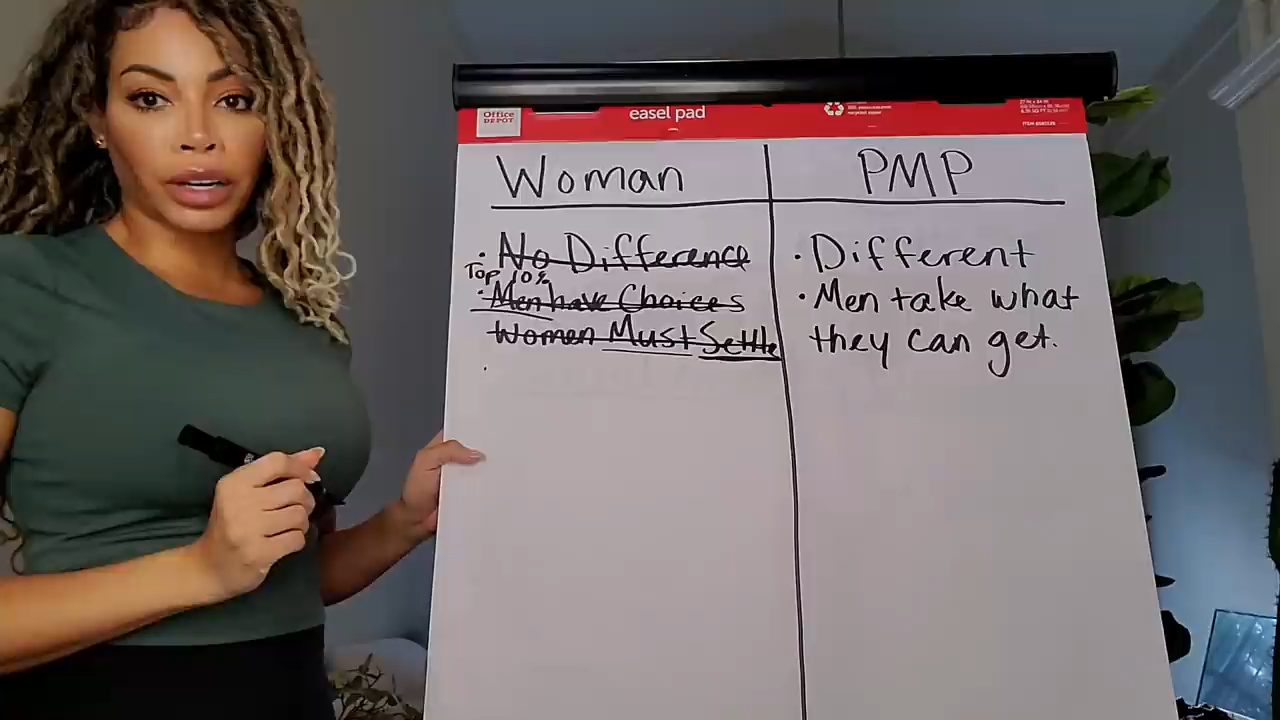 Office
DEPOT
easel pad
Woman
PMP
· No Difference
Top 10%
· Men have Choices
Women Must Settle
·
· Different
· Men take what
they can get.